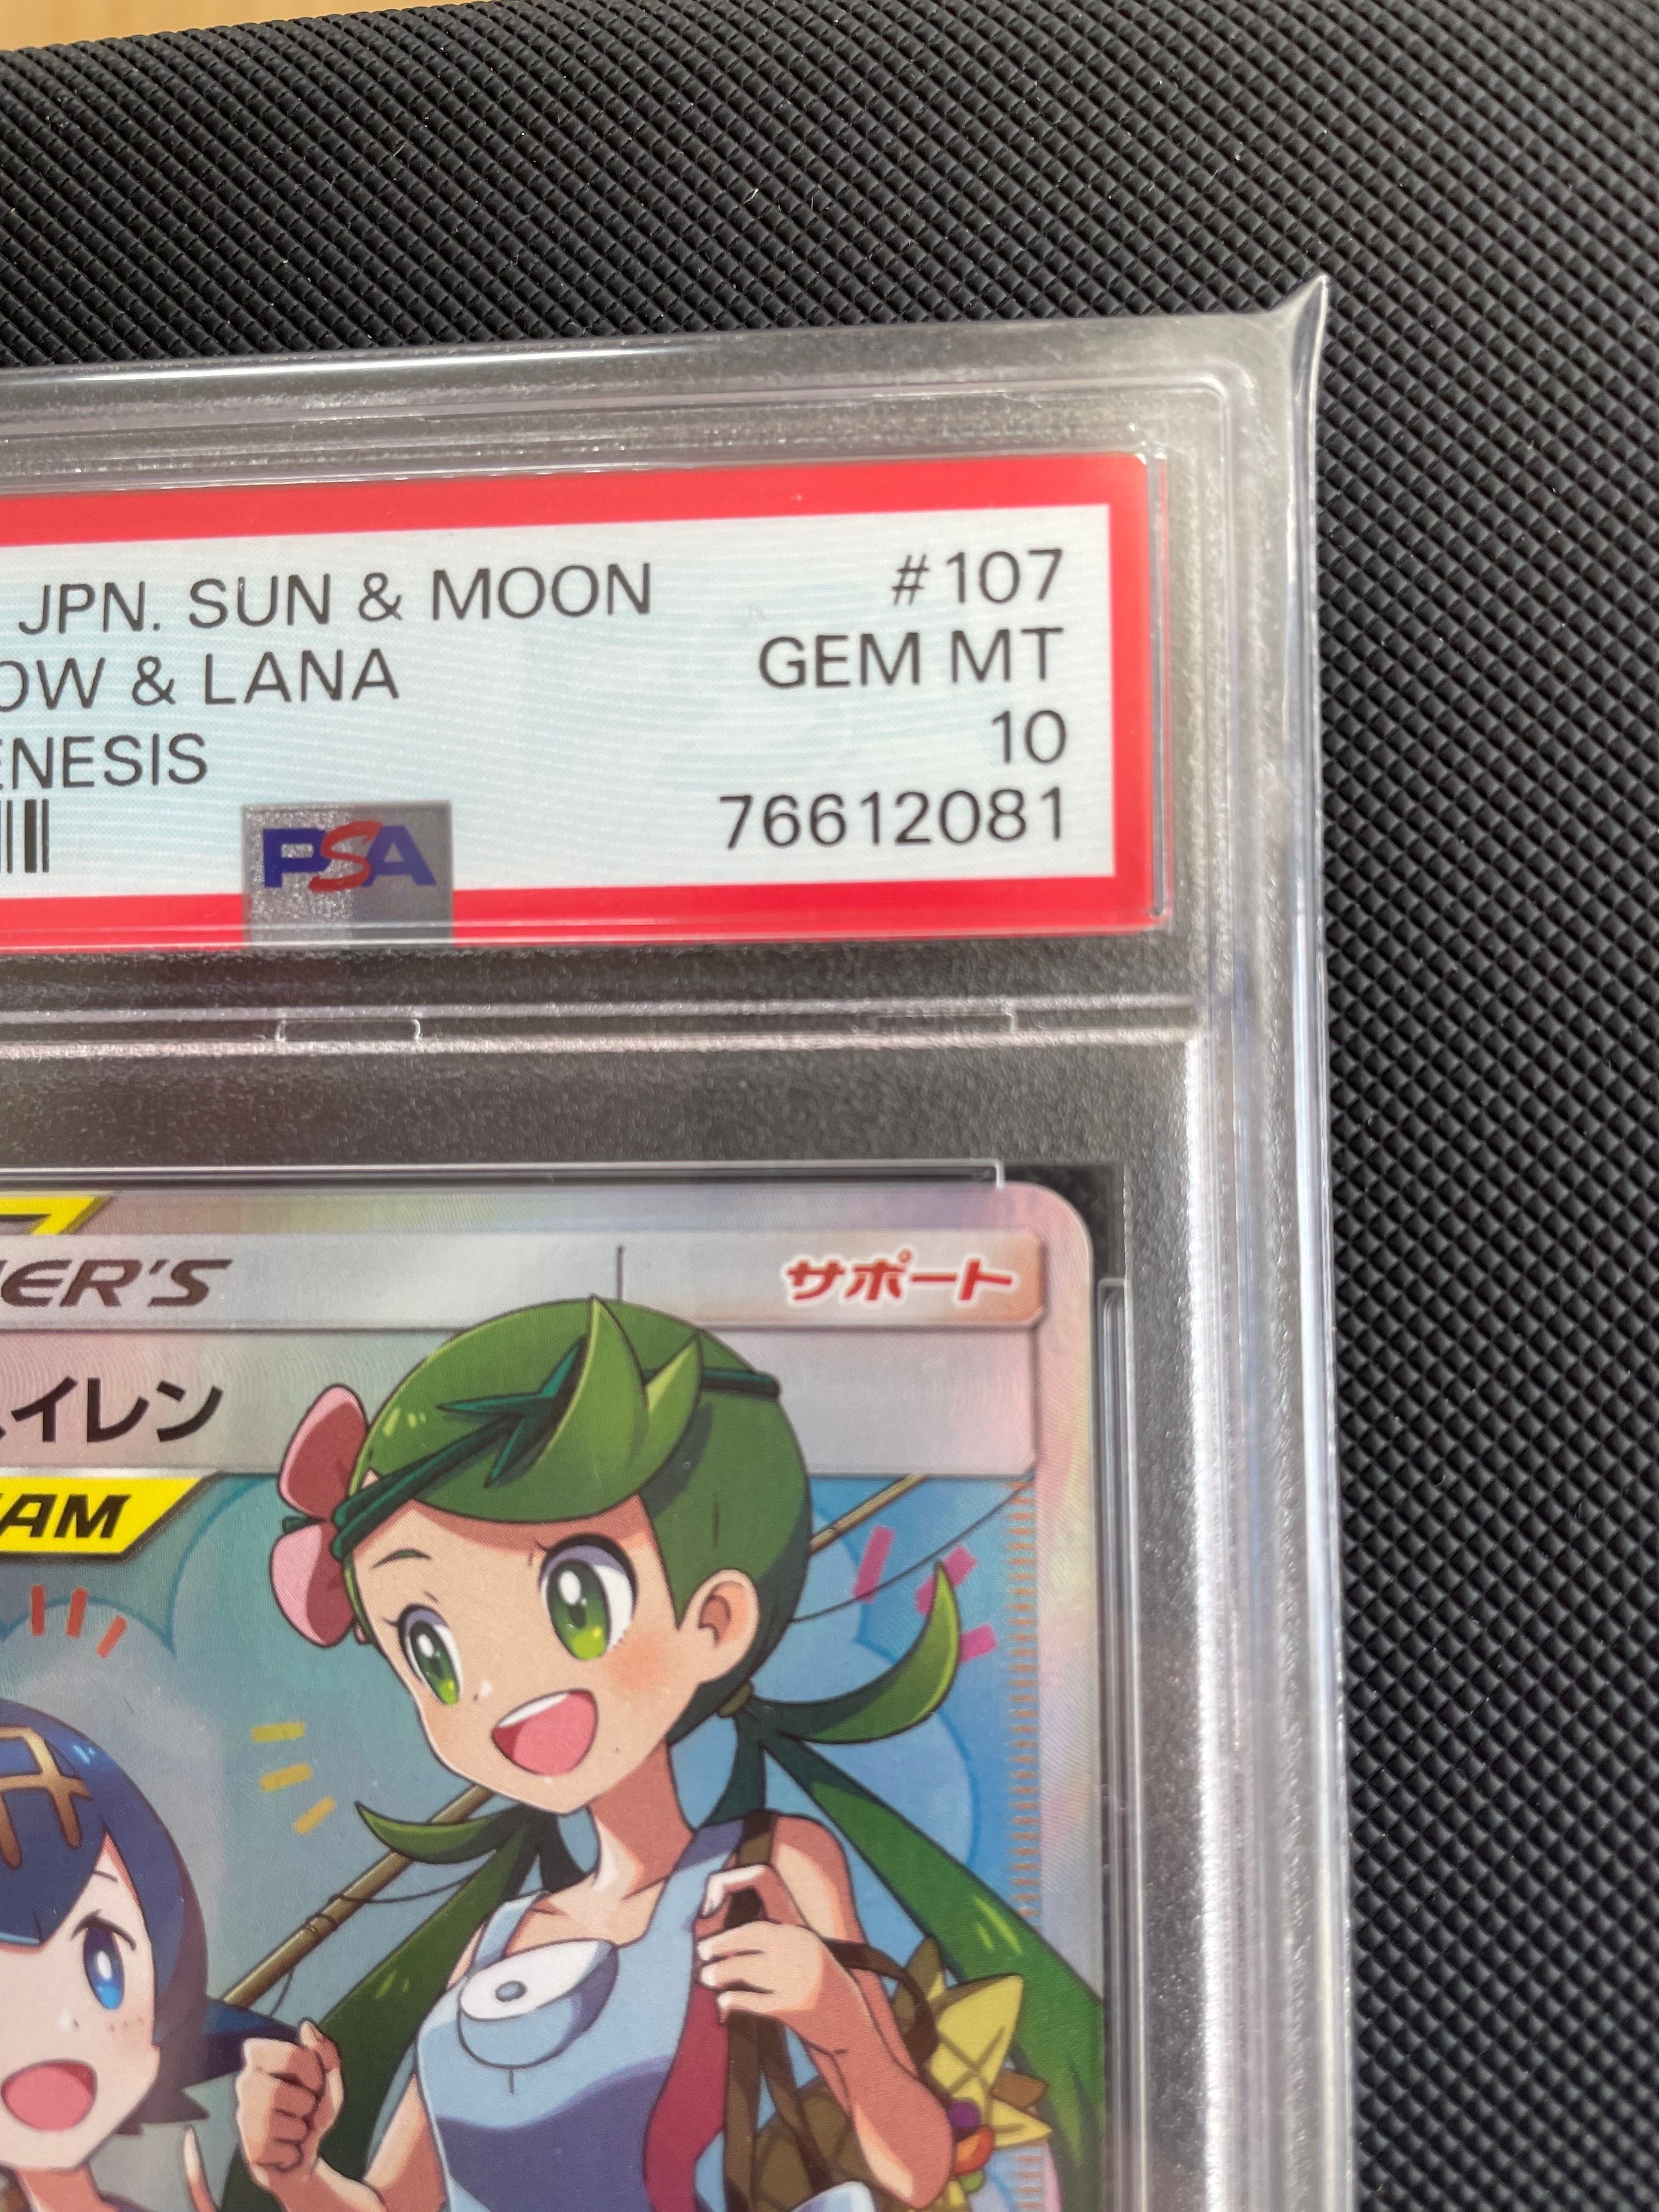 JPN. SUN & MOON #107
OW & LANA GEM MT
ENESIS 10
PSA 76612081
ER'S サポート
スイレン
AM